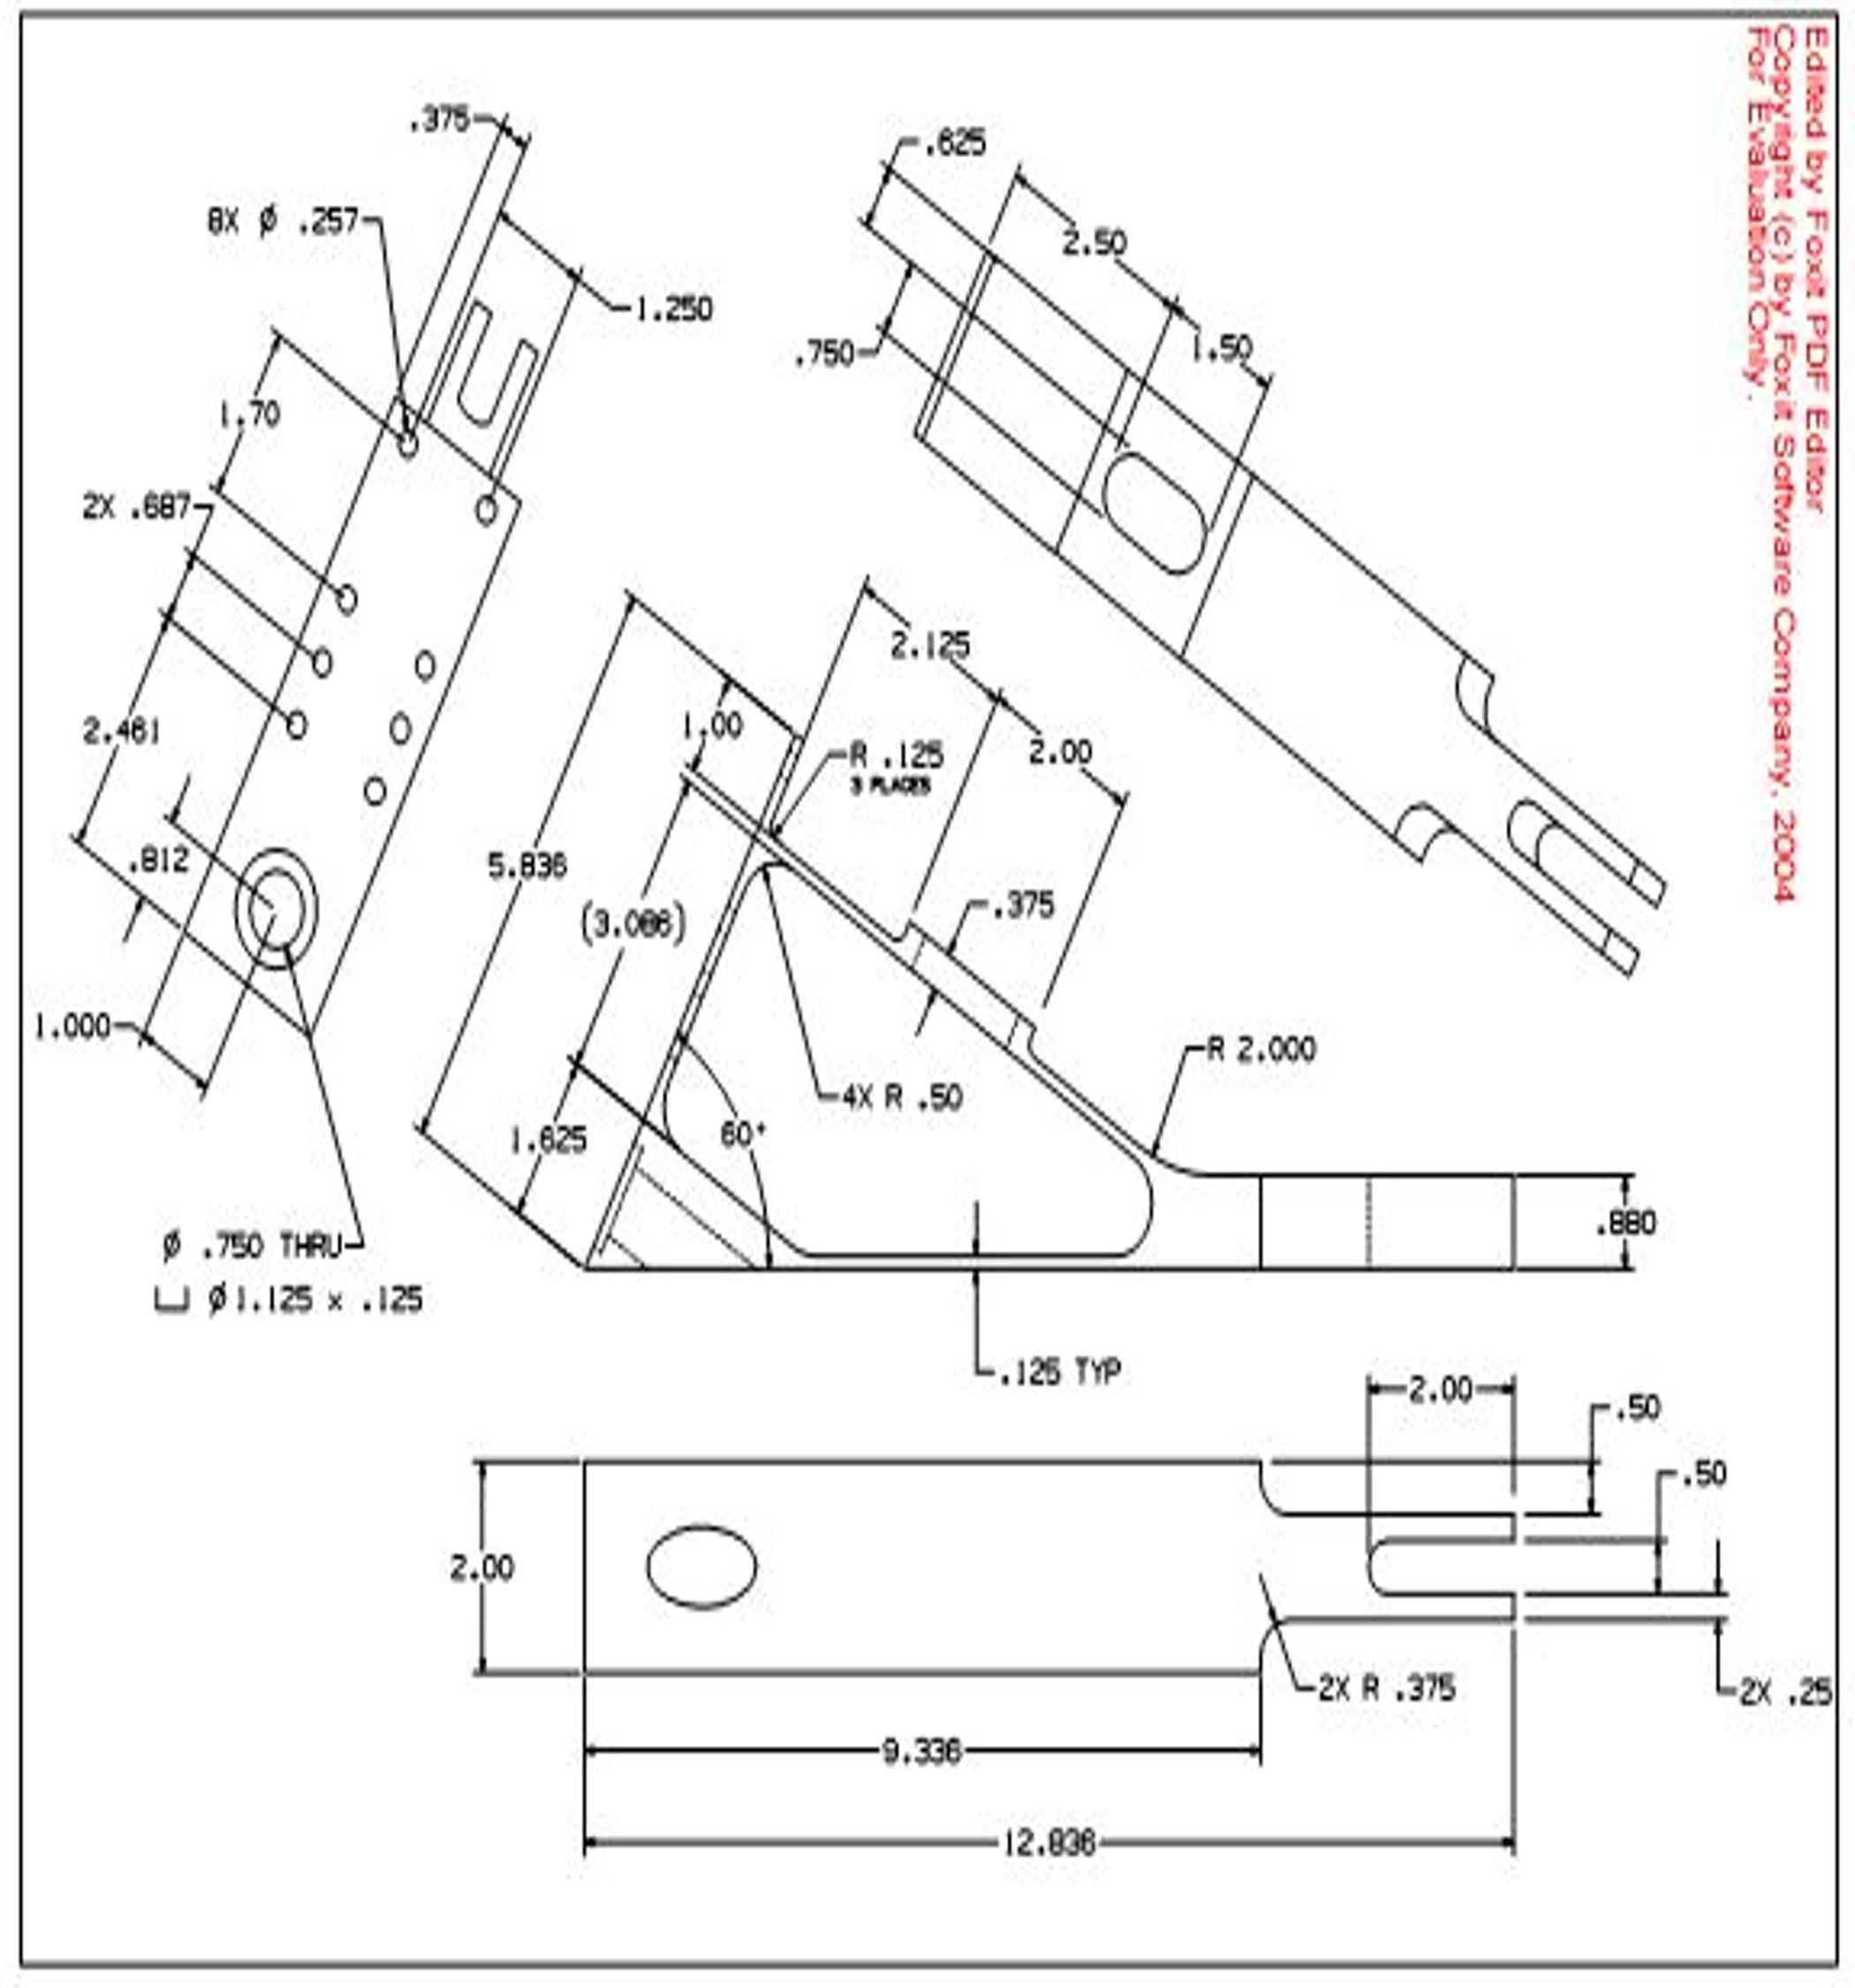 Edited by Foxit PDF Editor
Copyright (c) by Foxit Software Company, 2004
For Evaluation Only.
.375
8X Ø .257
1.250
1.70
2X .687
2.461
.812
1.000
Ø .750 THRU
⌴ Ø1.125 x .125
.625
2.50
.750
1.50
2.125
1.00
R .125
3 PLACES
2.00
5.836
(3.086)
.375
R 2.000
4X R .50
60°
1.625
.880
.125 TYP
2.00
.50
.50
2.00
2X R .375
2X .25
9.336
12.836